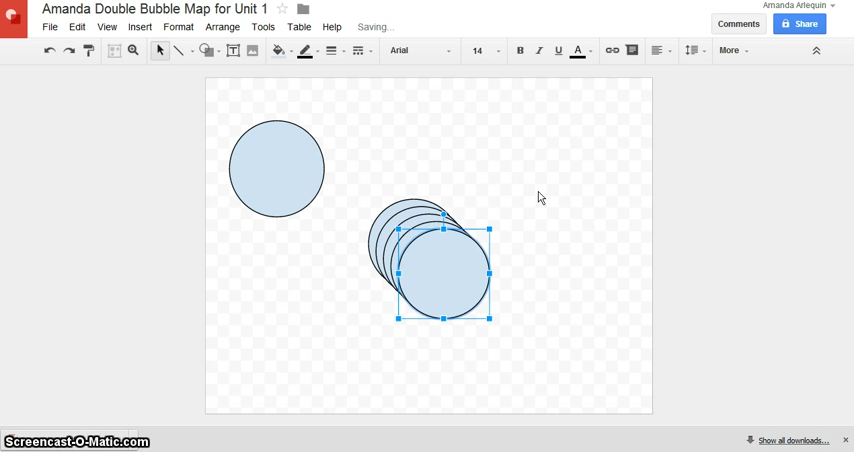 Amanda Double Bubble Map for Unit 1
Amanda Arlequin
File Edit View Insert Format Arrange Tools Table Help Saving...
Comments Share
T Arial 14 B I U A More
Screencast-O-Matic.com
Show all downloads...